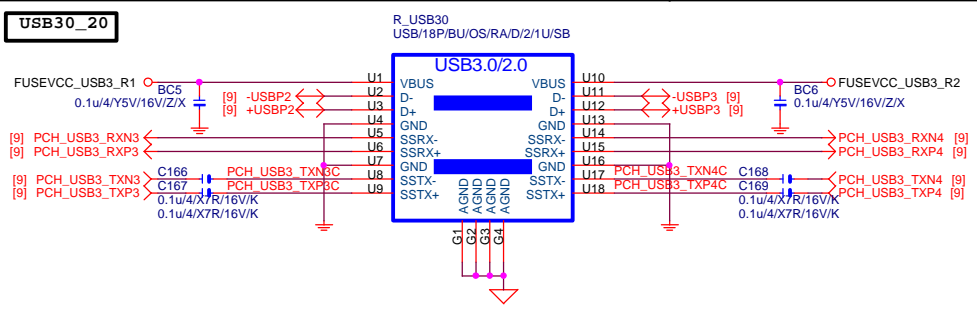 USB30_20
R_USB30
USB/18P/BU/OS/RA/D/2/1U/SB
USB3.0/2.0
FUSEVCC_USB3_R1
U1
VBUS
VBUS
U10
FUSEVCC_USB3_R2
BC5
0.1u/4/Y5V/16V/Z/X
[9] -USBP2
U2
D-
D-
U11
-USBP3 [9]
BC6
0.1u/4/Y5V/16V/Z/X
[9] +USBP2
U3
D+
D+
U12
+USBP3 [9]
U4
GND
GND
U13
[9] PCH_USB3_RXN3
U5
SSRX-
SSRX-
U14
PCH_USB3_RXN4 [9]
[9] PCH_USB3_RXP3
U6
SSRX+
SSRX+
U15
PCH_USB3_RXP4 [9]
U7
GND
GND
U16
[9] PCH_USB3_TXN3
C166
PCH_USB3_TXN3C
U8
SSTX-
SSTX-
U17
PCH_USB3_TXN4C
C168
PCH_USB3_TXN4 [9]
[9] PCH_USB3_TXP3
C167
PCH_USB3_TXP3C
U9
SSTX+
SSTX+
U18
PCH_USB3_TXP4C
C169
PCH_USB3_TXP4 [9]
0.1u/4/X7R/16V/K
0.1u/4/X7R/16V/K
0.1u/4/X7R/16V/K
0.1u/4/X7R/16V/K
AGND
AGND
AGND
AGND
G1
G2
G3
G4